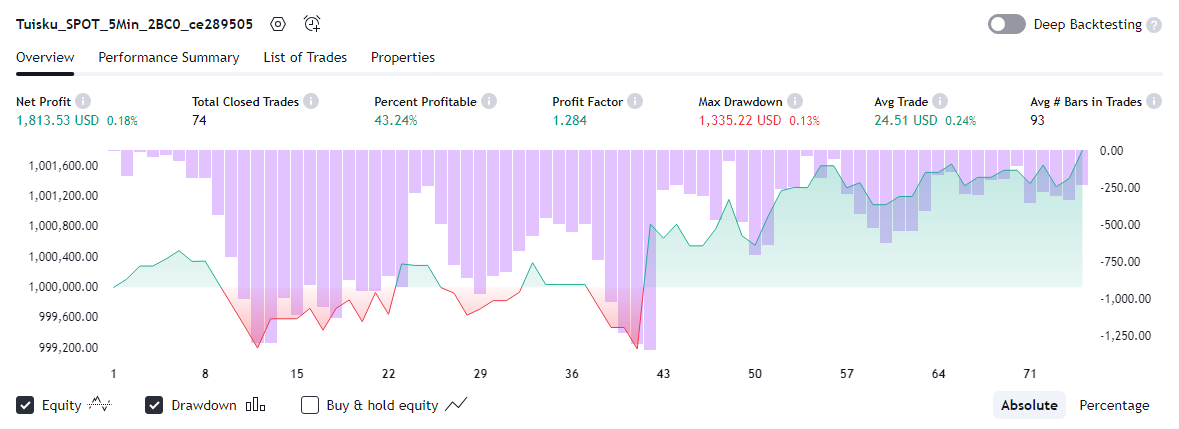 Tuisku_SPOT_5Min_2BC0_ce289505
Deep Backtesting ?
Overview Performance Summary List of Trades Properties
Net Profit i Total Closed Trades i Percent Profitable i Profit Factor i Max Drawdown i Avg Trade i Avg # Bars in Trades i
1,813.53 USD 0.18% 74 43.24% 1.284 1,335.22 USD 0.13% 24.51 USD 0.24% 93
1,001,600.00 0.00
1,001,200.00 -250.00
1,000,800.00 -500.00
1,000,400.00 -750.00
1,000,000.00 -1,000.00
999,600.00 -1,250.00
999,200.00
1 8 15 22 29 36 43 50 57 64 71
Equity Drawdown Buy & hold equity Absolute Percentage